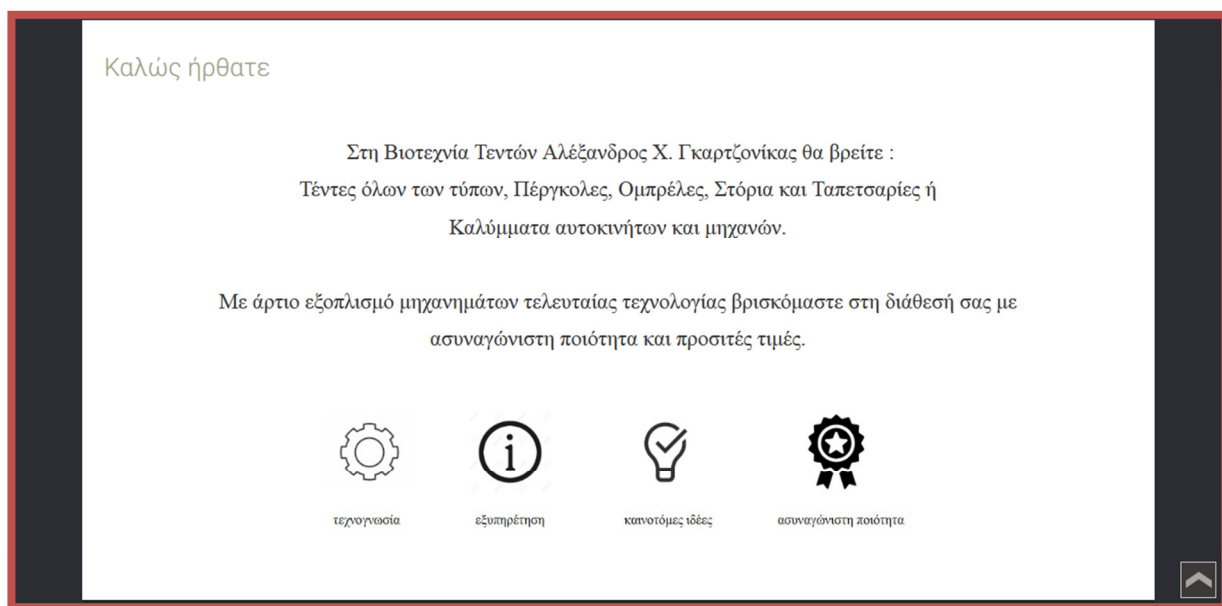 Καλώς ήρθατε
Στη Βιοτεχνία Τεντών Αλέξανδρος Χ. Γκαρτζονίκας θα βρείτε :
Τέντες όλων των τύπων, Πέργκολες, Ομπρέλες, Στόρια και Ταπετσαρίες ή
Καλύμματα αυτοκινήτων και μηχανών.
Με άρτιο εξοπλισμό μηχανημάτων τελευταίας τεχνολογίας βρισκόμαστε στη διάθεσή σας με
ασυναγώνιστη ποιότητα και προσιτές τιμές.
τεχνογνωσία εξυπηρέτηση καινοτόμες ιδέες ασυναγώνιστη ποιότητα